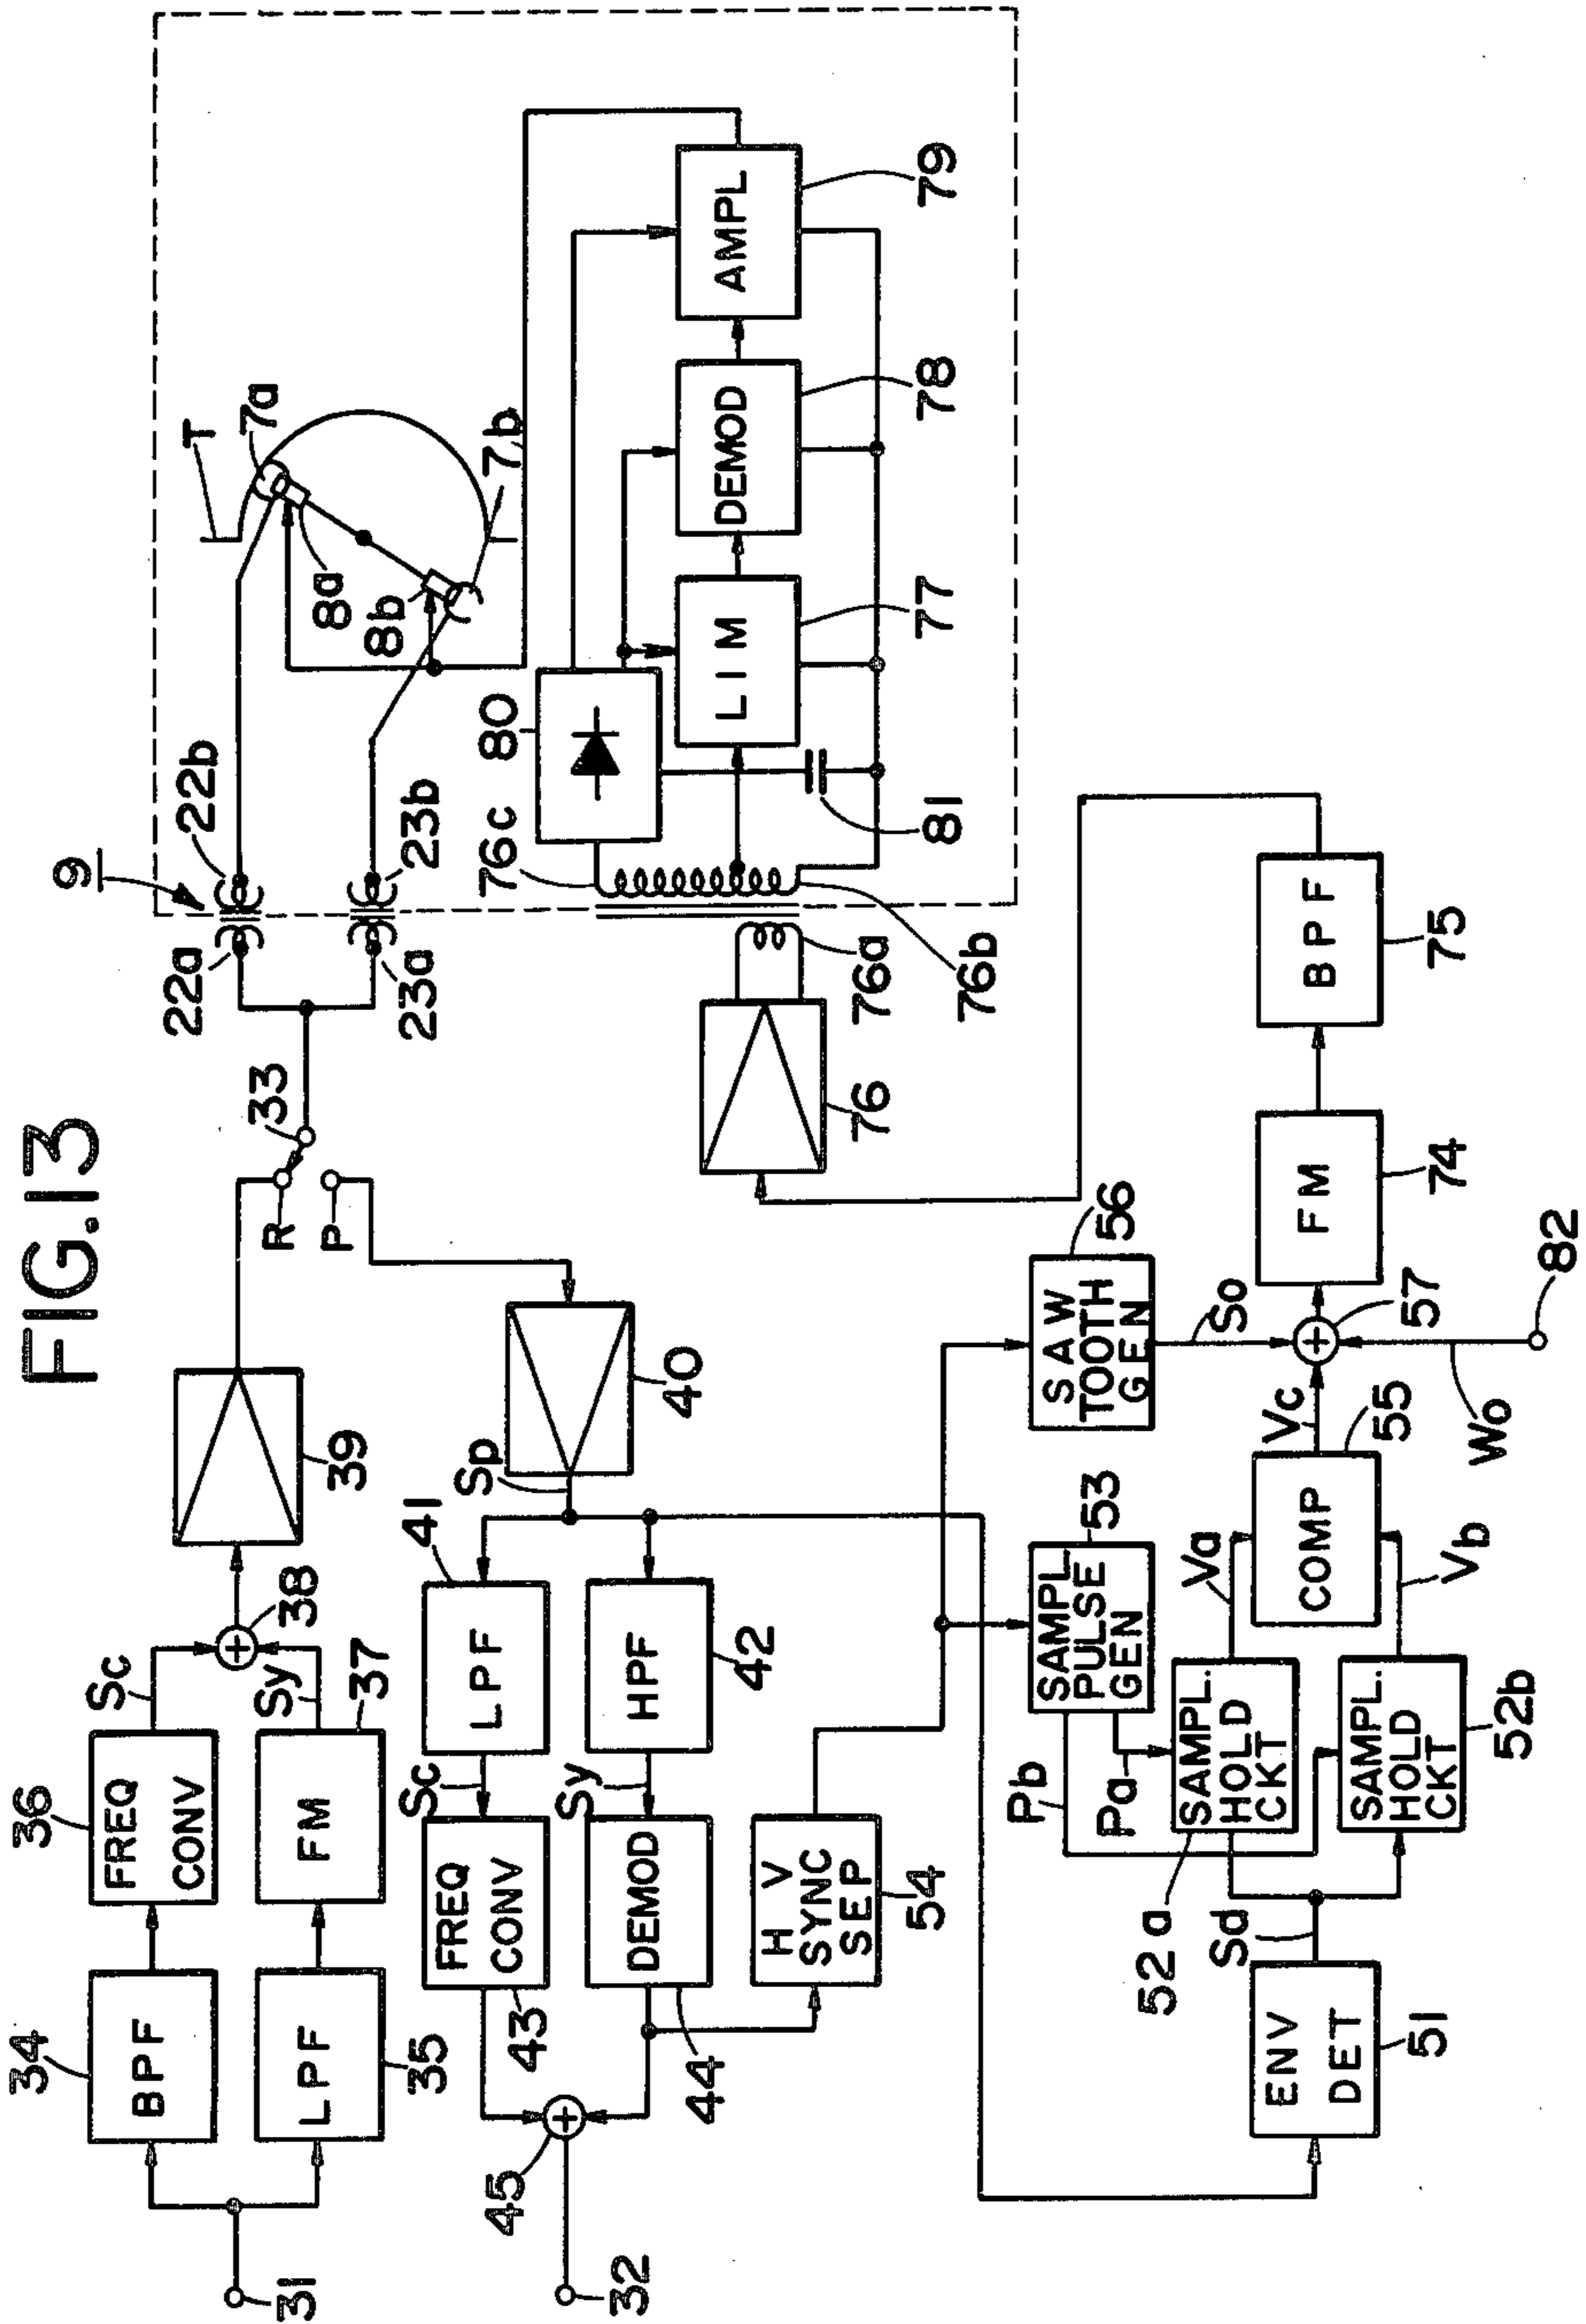 FIG.13
9
T
7a
22a
22b
33
R
8a
34
BPF
36
FREQ
CONV
Sc
38
39
P
23a
23b
8b
7b
31
LPF
35
FM
37
Sy
40
Sp
76c
80
41
LPF
Sc
FREQ
CONV
43
45
32
HPF
42
Sy
DEMOD
44
76
76a
76b
LIM
77
DEMOD
78
AMPL
79
81
H V
SYNC
SEP
54
SAMPL.
PULSE
GEN
53
SAW
TOOTH
GEN
56
So
Pb
Pa
SAMPL.
HOLD
CKT
52a
Va
SAMPL.
HOLD
CKT
52b
Vb
ENV
DET
51
Sd
COMP
55
Vc
57
Wo
82
FM
74
BPF
75